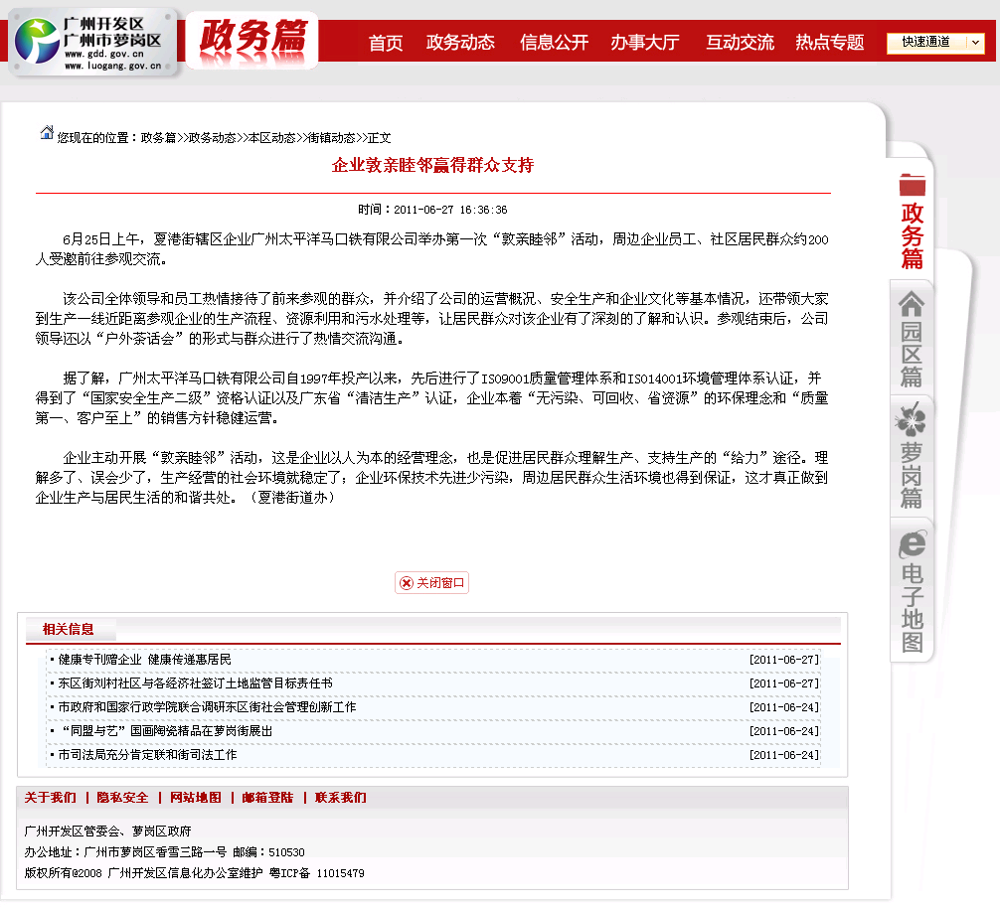 广州开发区
广州市萝岗区
www.gdd.gov.cn
www.luogang.gov.cn
政务篇
首页 政务动态 信息公开 办事大厅 互动交流 热点专题
快速通道
您现在的位置：政务篇>>政务动态>>本区动态>>街镇动态>>正文
企业敦亲睦邻赢得群众支持
时间：2011-06-27 16:36:36
6月25日上午，夏港街辖区企业广州太平洋马口铁有限公司举办第一次“敦亲睦邻”活动，周边企业员工、社区居民群众约200
人受邀前往参观交流。
该公司全体领导和员工热情接待了前来参观的群众，并介绍了公司的运营概况、安全生产和企业文化等基本情况，还带领大家
到生产一线近距离参观企业的生产流程、资源利用和污水处理等，让居民群众对该企业有了深刻的了解和认识。参观结束后，公司
领导还以“户外茶话会”的形式与群众进行了热情交流沟通。
据了解，广州太平洋马口铁有限公司自1997年投产以来，先后进行了ISO9001质量管理体系和ISO14001环境管理体系认证，并
得到了“国家安全生产二级”资格认证以及广东省“清洁生产”认证，企业本着“无污染、可回收、省资源”的环保理念和“质量
第一、客户至上”的销售方针稳健运营。
企业主动开展“敦亲睦邻”活动，这是企业以人为本的经营理念，也是促进居民群众理解生产、支持生产的“给力”途径。理
解多了、误会少了，生产经营的社会环境就稳定了；企业环保技术先进少污染，周边居民群众生活环境也得到保证，这才真正做到
企业生产与居民生活的和谐共处。（夏港街道办）
关闭窗口
相关信息
健康专刊赠企业 健康传递惠居民 [2011-06-27]
东区街刘村社区与各经济社签订土地监管目标责任书 [2011-06-27]
市政府和国家行政学院联合调研东区街社会管理创新工作 [2011-06-24]
“同盟与艺”国画陶瓷精品在萝岗街展出 [2011-06-24]
市司法局充分肯定联和街司法工作 [2011-06-24]
关于我们 | 隐私安全 | 网站地图 | 邮箱登陆 | 联系我们
广州开发区管委会、萝岗区政府
办公地址：广州市萝岗区香雪三路一号 邮编：510530
版权所有@2008 广州开发区信息化办公室维护 粤ICP备 11015479
政务篇
园区篇
萝岗篇
电子地图